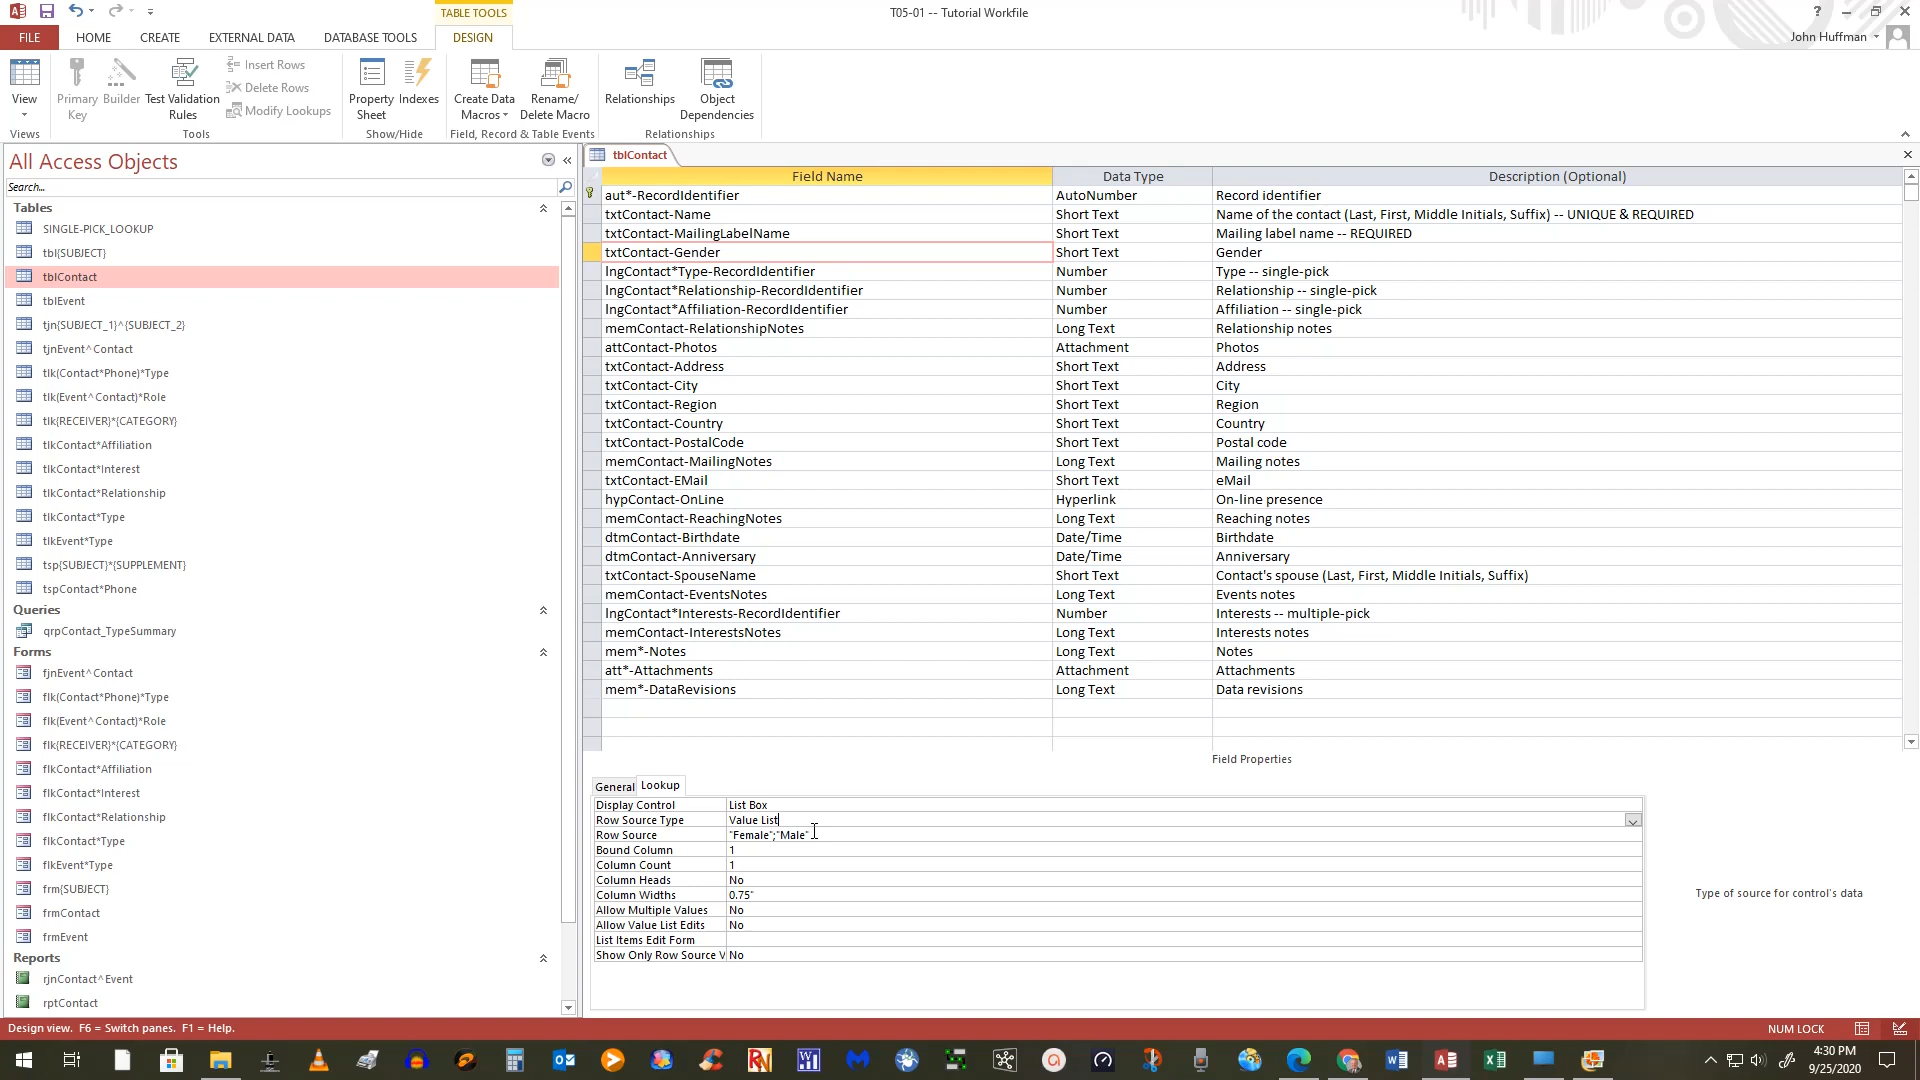 TABLE TOOLS
T05-01 -- Tutorial Workfile
?
FILE
HOME
CREATE
EXTERNAL DATA
DATABASE TOOLS
DESIGN
John Huffman
View
Primary Key
Builder
Test Validation Rules
Insert Rows
Delete Rows
Modify Lookups
Property Sheet
Indexes
Create Data Macros
Rename/ Delete Macro
Relationships
Object Dependencies
Views
Tools
Show/Hide
Field, Record & Table Events
Relationships
All Access Objects
Search...
Tables
SINGLE-PICK_LOOKUP
tbl{SUBJECT}
tblContact
tblEvent
tjn{SUBJECT_1}^{SUBJECT_2}
tjnEvent^Contact
tlk(Contact*Phone)*Type
tlk(Event^Contact)*Role
tlk{RECEIVER}*{CATEGORY}
tlkContact*Affiliation
tlkContact*Interest
tlkContact*Relationship
tlkContact*Type
tlkEvent*Type
tsp{SUBJECT}*{SUPPLEMENT}
tspContact*Phone
Queries
qrpContact_TypeSummary
Forms
fjnEvent^Contact
flk(Contact*Phone)*Type
flk(Event^Contact)*Role
flk{RECEIVER}*{CATEGORY}
flkContact*Affiliation
flkContact*Interest
flkContact*Relationship
flkContact*Type
flkEvent*Type
frm{SUBJECT}
frmContact
frmEvent
Reports
rjnContact^Event
rptContact
tblContact
Field Name Data Type Description (Optional)
aut*-RecordIdentifier AutoNumber Record identifier
txtContact-Name Short Text Name of the contact (Last, First, Middle Initials, Suffix) -- UNIQUE & REQUIRED
txtContact-MailingLabelName Short Text Mailing label name -- REQUIRED
txtContact-Gender Short Text Gender
lngContact*Type-RecordIdentifier Number Type -- single-pick
lngContact*Relationship-RecordIdentifier Number Relationship -- single-pick
lngContact*Affiliation-RecordIdentifier Number Affiliation -- single-pick
memContact-RelationshipNotes Long Text Relationship notes
attContact-Photos Attachment Photos
txtContact-Address Short Text Address
txtContact-City Short Text City
txtContact-Region Short Text Region
txtContact-Country Short Text Country
txtContact-PostalCode Short Text Postal code
memContact-MailingNotes Long Text Mailing notes
txtContact-EMail Short Text eMail
hypContact-OnLine Hyperlink On-line presence
memContact-ReachingNotes Long Text Reaching notes
dtmContact-Birthdate Date/Time Birthdate
dtmContact-Anniversary Date/Time Anniversary
txtContact-SpouseName Short Text Contact's spouse (Last, First, Middle Initials, Suffix)
memContact-EventsNotes Long Text Events notes
lngContact*Interests-RecordIdentifier Number Interests -- multiple-pick
memContact-InterestsNotes Long Text Interests notes
mem*-Notes Long Text Notes
att*-Attachments Attachment Attachments
mem*-DataRevisions Long Text Data revisions
Field Properties
General Lookup
Display Control List Box
Row Source Type Value List
Row Source "Female";"Male"
Bound Column 1
Column Count 1
Column Heads No
Column Widths 0.75"
Allow Multiple Values No
Allow Value List Edits No
List Items Edit Form
Show Only Row Source V No
Type of source for control's data
Design view. F6 = Switch panes. F1 = Help.
NUM LOCK
4:30 PM
9/25/2020